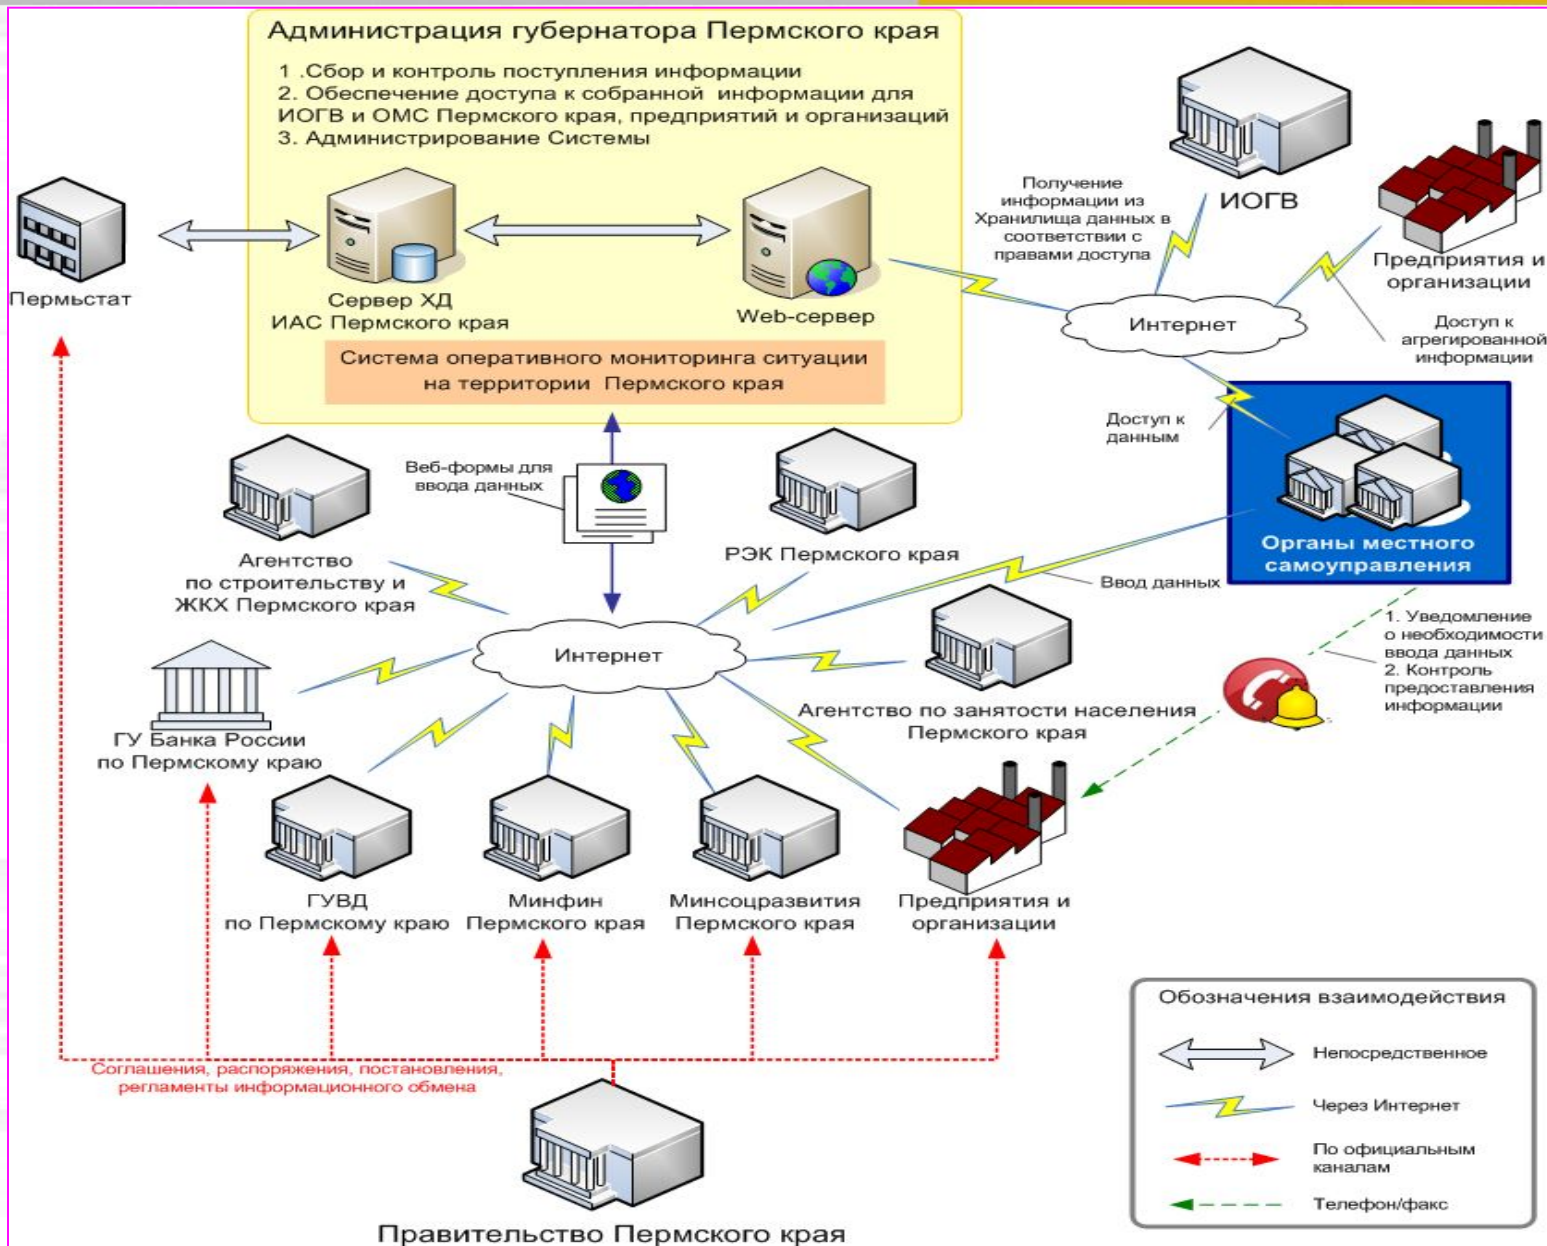 Администрация губернатора Пермского края
1 .Сбор и контроль поступления информации
2. Обеспечение доступа к собранной информации для
ИОГВ и ОМС Пермского края, предприятий и организаций
3. Администрирование Системы
Пермьстат
Сервер ХД
ИАС Пермского края
Web-сервер
Система оперативного мониторинга ситуации
на территории Пермского края
Получение
информации из
Хранилища данных в
соответствии с
правами доступа
ИОГВ
Предприятия и
организации
Интернет
Доступ к
агрегированной
информации
Доступ к
данным
Органы местного
самоуправления
Веб-формы для
ввода данных
Агентство
по строительству и
ЖКХ Пермского края
РЭК Пермского края
Ввод данных
Интернет
1. Уведомление
о необходимости
ввода данных
2. Контроль
предоставления
информации
ГУ Банка России
по Пермскому краю
Агентство по занятости населения
Пермского края
ГУВД
по Пермскому краю
Минфин
Пермского края
Минсоцразвития
Пермского края
Предприятия и
организации
Соглашения, распоряжения, постановления,
регламенты информационного обмена
Правительство Пермского края
Обозначения взаимодействия
Непосредственное
Через Интернет
По официальным
каналам
Телефон/факс